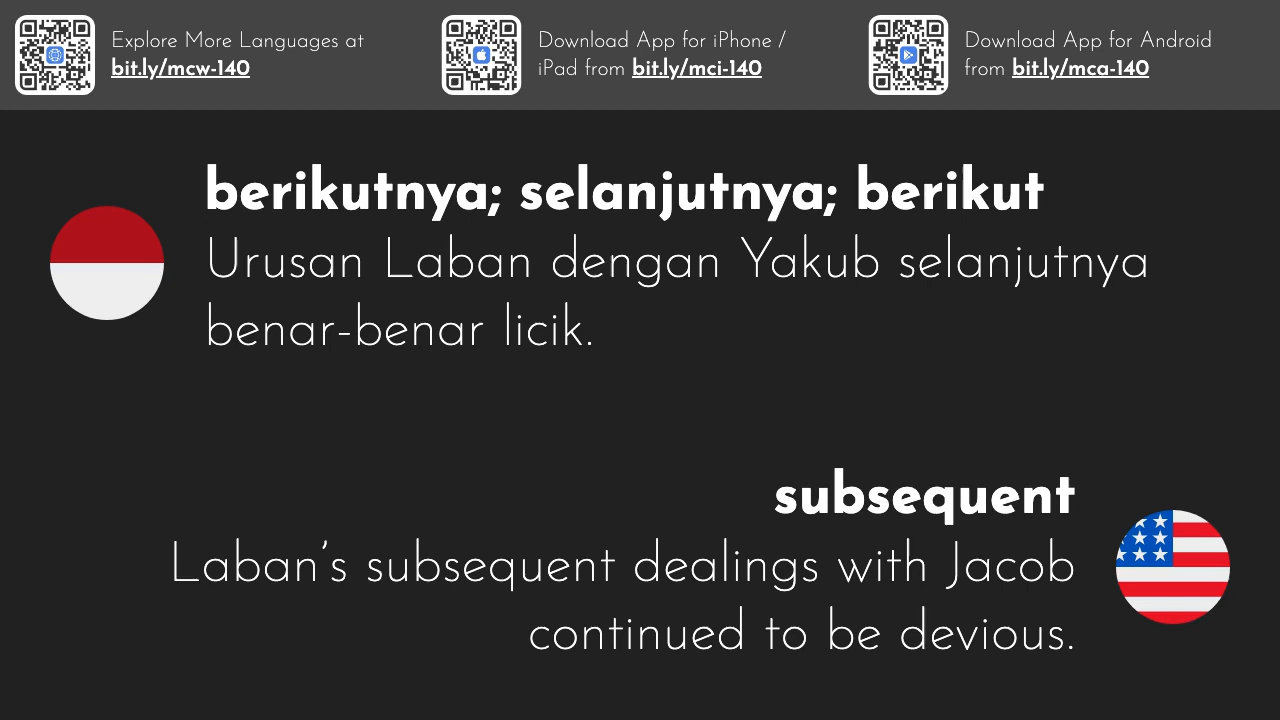 Explore More Languages at
bit.ly/mcw-140
Download App for iPhone /
iPad from bit.ly/mci-140
Download App for Android
from bit.ly/mca-140
berikutnya; selanjutnya; berikut
Urusan Laban dengan Yakub selanjutnya
benar-benar licik.
subsequent
Laban’s subsequent dealings with Jacob
continued to be devious.